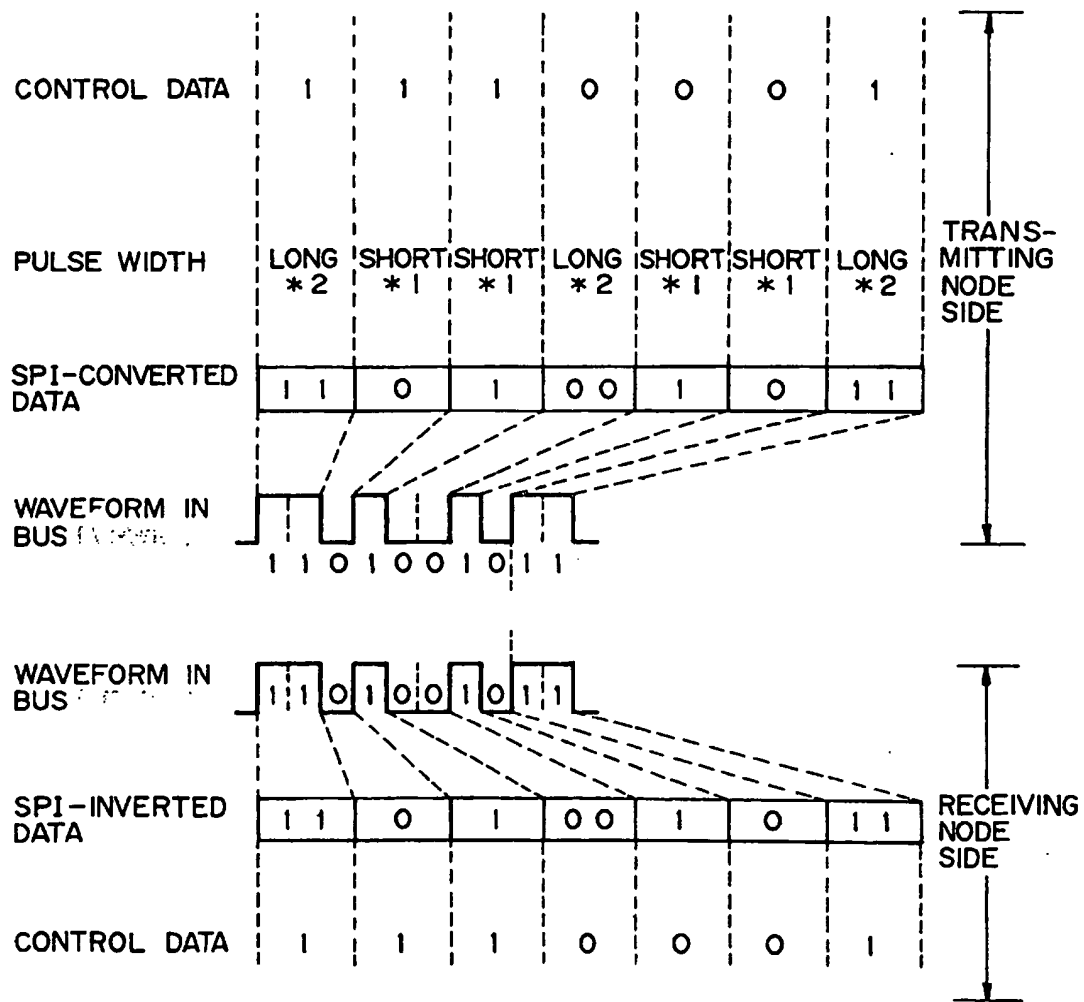 CONTROL DATA 1 1 1 0 0 0 1
PULSE WIDTH LONG SHORT SHORT LONG SHORT SHORT LONG
*2 *1 *1 *2 *1 *1 *2
TRANS-
MITTING
NODE
SIDE
SPI-CONVERTED
DATA
1 1 0 1 0 0 1 0 1 1
WAVEFORM IN
BUS
1 1 0 1 0 0 1 0 1 1
WAVEFORM IN
BUS
1 1 0 1 0 0 1 0 1 1
SPI-INVERTED
DATA
1 1 0 1 0 0 1 0 1 1
RECEIVING
NODE
SIDE
CONTROL DATA 1 1 1 0 0 0 1